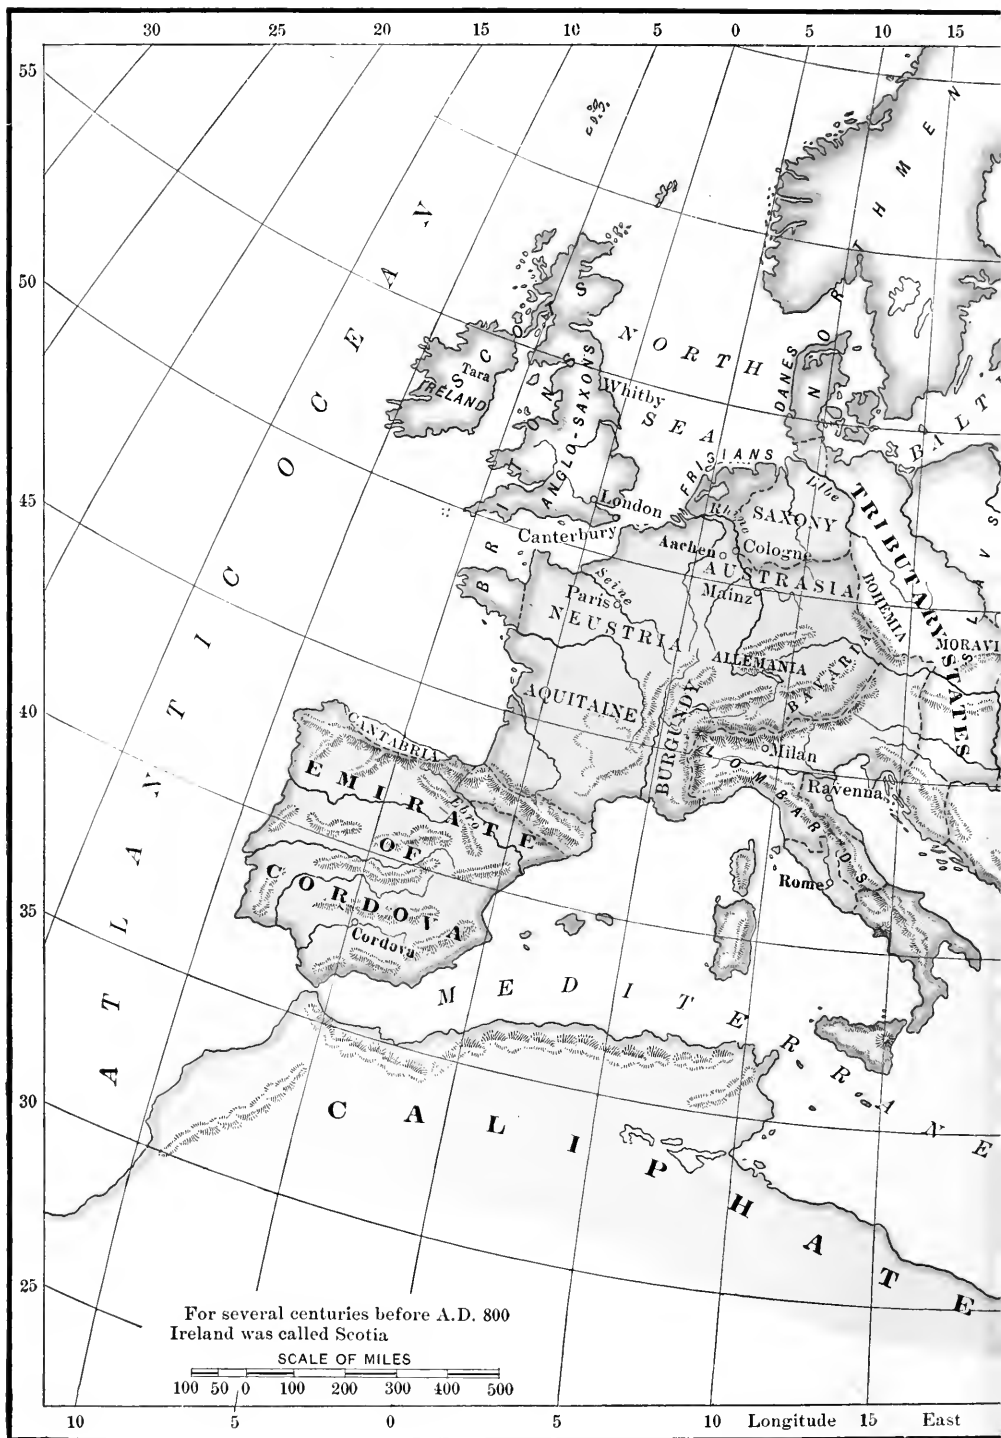 30 25 20 15 10 5 0 5 10 15
55
50
45
40
35
30
25
ATLANTIC OCEAN
NORTHMEN
NORTH
SEA
SCOTS
Tara
IRELAND
BRITONS
ANGLO-SAXONS
Whitby
DANES
BALT
FRISIANS
London
Canterbury
Elbe
Rhine
SAXONY
Aachen
Cologne
AUSTRASIA
TRIBUTARY STATES
SLAVS
Seine
Paris
Mainz
NEUSTRIA
BOHEMIA
MORAVI
ALLEMANIA
BAVARIA
AQUITAINE
BURGUNDY
Milan
LOMBARDS
Ravenna
CANTABRIA
Ebro
EMIRATE
OF
CORDOVA
Cordova
Rome
MEDITERRANE
CALIPHATE
For several centuries before A.D. 800
Ireland was called Scotia
SCALE OF MILES
100 50 0 100 200 300 400 500
10 5 0 5 10 Longitude 15 East